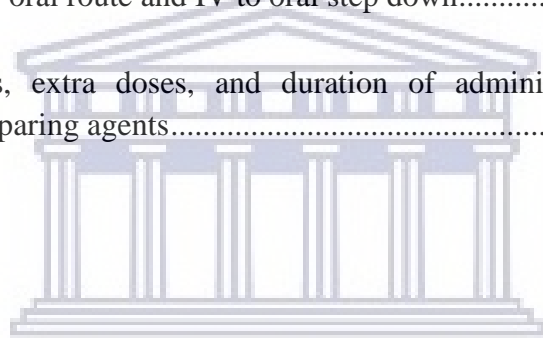 oral route and IV to oral step down..........
s, extra doses, and duration of admini
paring agents..................................................